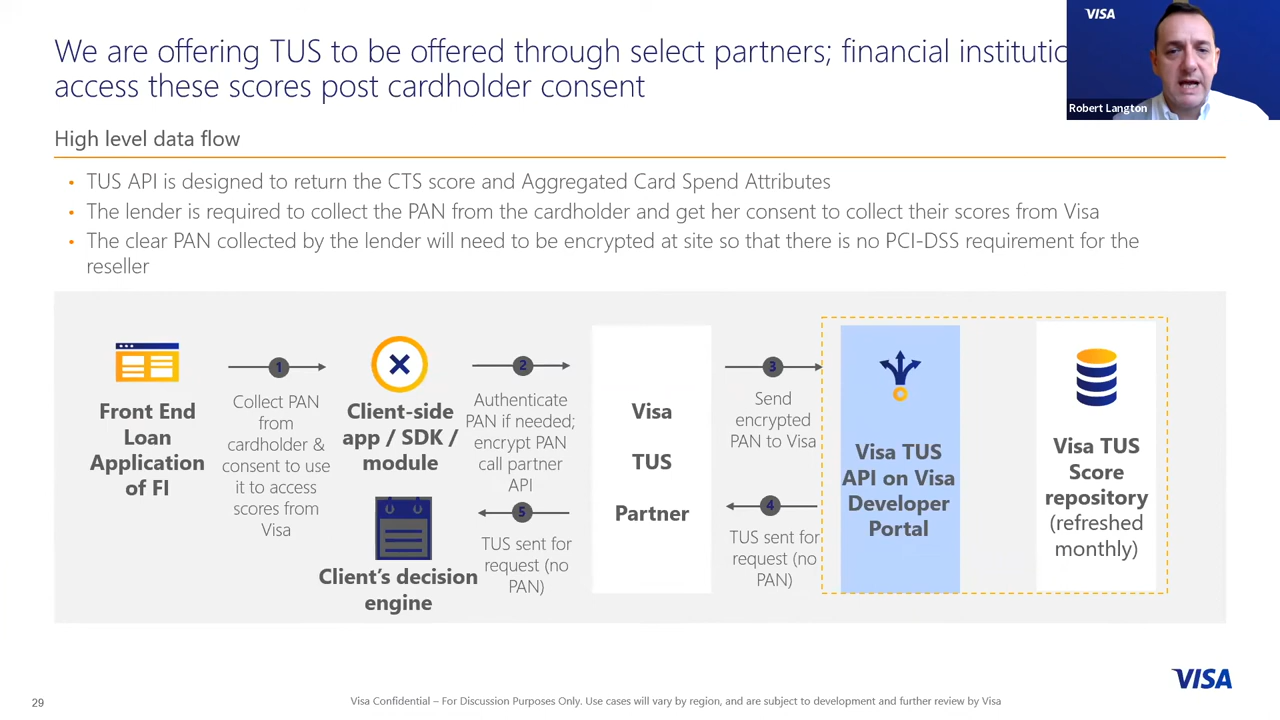 We are offering TUS to be offered through select partners; financial
access these scores post cardholder consent
VISA
Robert Langton
High level data flow
• TUS API is designed to return the CTS score and Aggregated Card Spend Attributes
• The lender is required to collect the PAN from the cardholder and get her consent to collect their scores from Visa
• The clear PAN collected by the lender will need to be encrypted at site so that there is no PCI-DSS requirement for the
reseller
Front End
Loan
Application
of FI
1
Collect PAN
from
cardholder &
consent to use
it to access
scores from
Visa
Client-side
app / SDK /
module
2
Authenticate
PAN if needed;
encrypt PAN
call partner
API
Visa
TUS
Partner
3
Send
encrypted
PAN to Visa
Visa TUS
API on Visa
Developer
Portal
Visa TUS
Score
repository
(refreshed
monthly)
4
TUS sent for
request (no
PAN)
5
TUS sent for
request (no
PAN)
Client's decision
engine
VISA
29
Visa Confidential – For Discussion Purposes Only. Use cases will vary by region, and are subject to development and further review by Visa